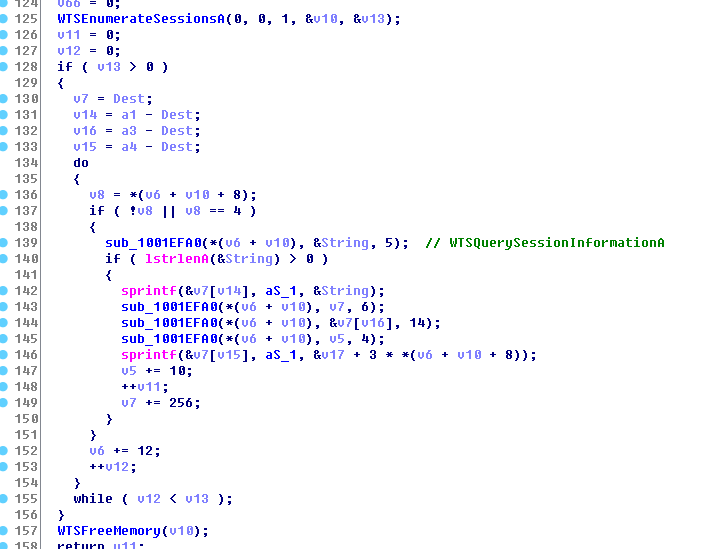 124 v66 = 0;
125 WTSEnumerateSessionsA(0, 0, 1, &v10, &v13);
126 v11 = 0;
127 v12 = 0;
128 if ( v13 > 0 )
129 {
130 v7 = Dest;
131 v14 = a1 - Dest;
132 v16 = a3 - Dest;
133 v15 = a4 - Dest;
134 do
135 {
136 v8 = *(v6 + v10 + 8);
137 if ( !v8 || v8 == 4 )
138 {
139 sub_1001EFA0(*(v6 + v10), &String, 5); // WTSQuerySessionInformationA
140 if ( lstrlenA(&String) > 0 )
141 {
142 sprintf(&v7[v14], aS_1, &String);
143 sub_1001EFA0(*(v6 + v10), v7, 6);
144 sub_1001EFA0(*(v6 + v10), &v7[v16], 14);
145 sub_1001EFA0(*(v6 + v10), v5, 4);
146 sprintf(&v7[v15], aS_1, &v17 + 3 * *(v6 + v10 + 8));
147 v5 += 10;
148 ++v11;
149 v7 += 256;
150 }
151 }
152 v6 += 12;
153 ++v12;
154 }
155 while ( v12 < v13 );
156 }
157 WTSFreeMemory(v10);
158 return v11;